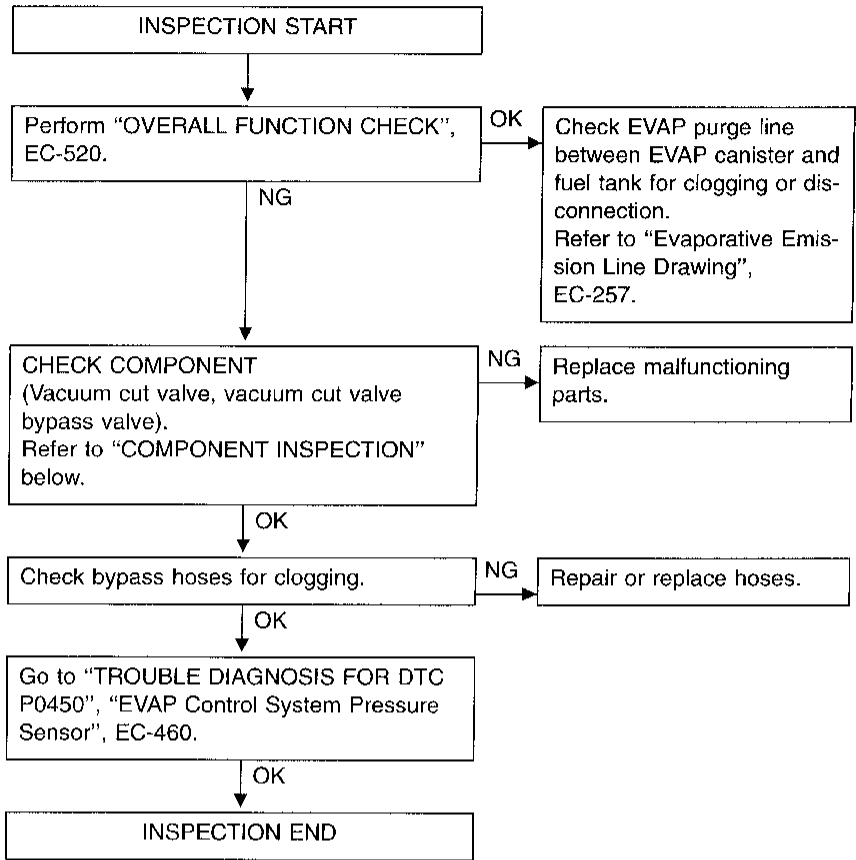 INSPECTION START
Perform “OVERALL FUNCTION CHECK”,
EC-520.
OK
Check EVAP purge line
between EVAP canister and
fuel tank for clogging or dis-
connection.
Refer to “Evaporative Emis-
sion Line Drawing”,
EC-257.
NG
CHECK COMPONENT
(Vacuum cut valve, vacuum cut valve
bypass valve).
Refer to “COMPONENT INSPECTION”
below.
NG
Replace malfunctioning
parts.
OK
Check bypass hoses for clogging.
NG
Repair or replace hoses.
OK
Go to “TROUBLE DIAGNOSIS FOR DTC
P0450”, “EVAP Control System Pressure
Sensor”, EC-460.
OK
INSPECTION END